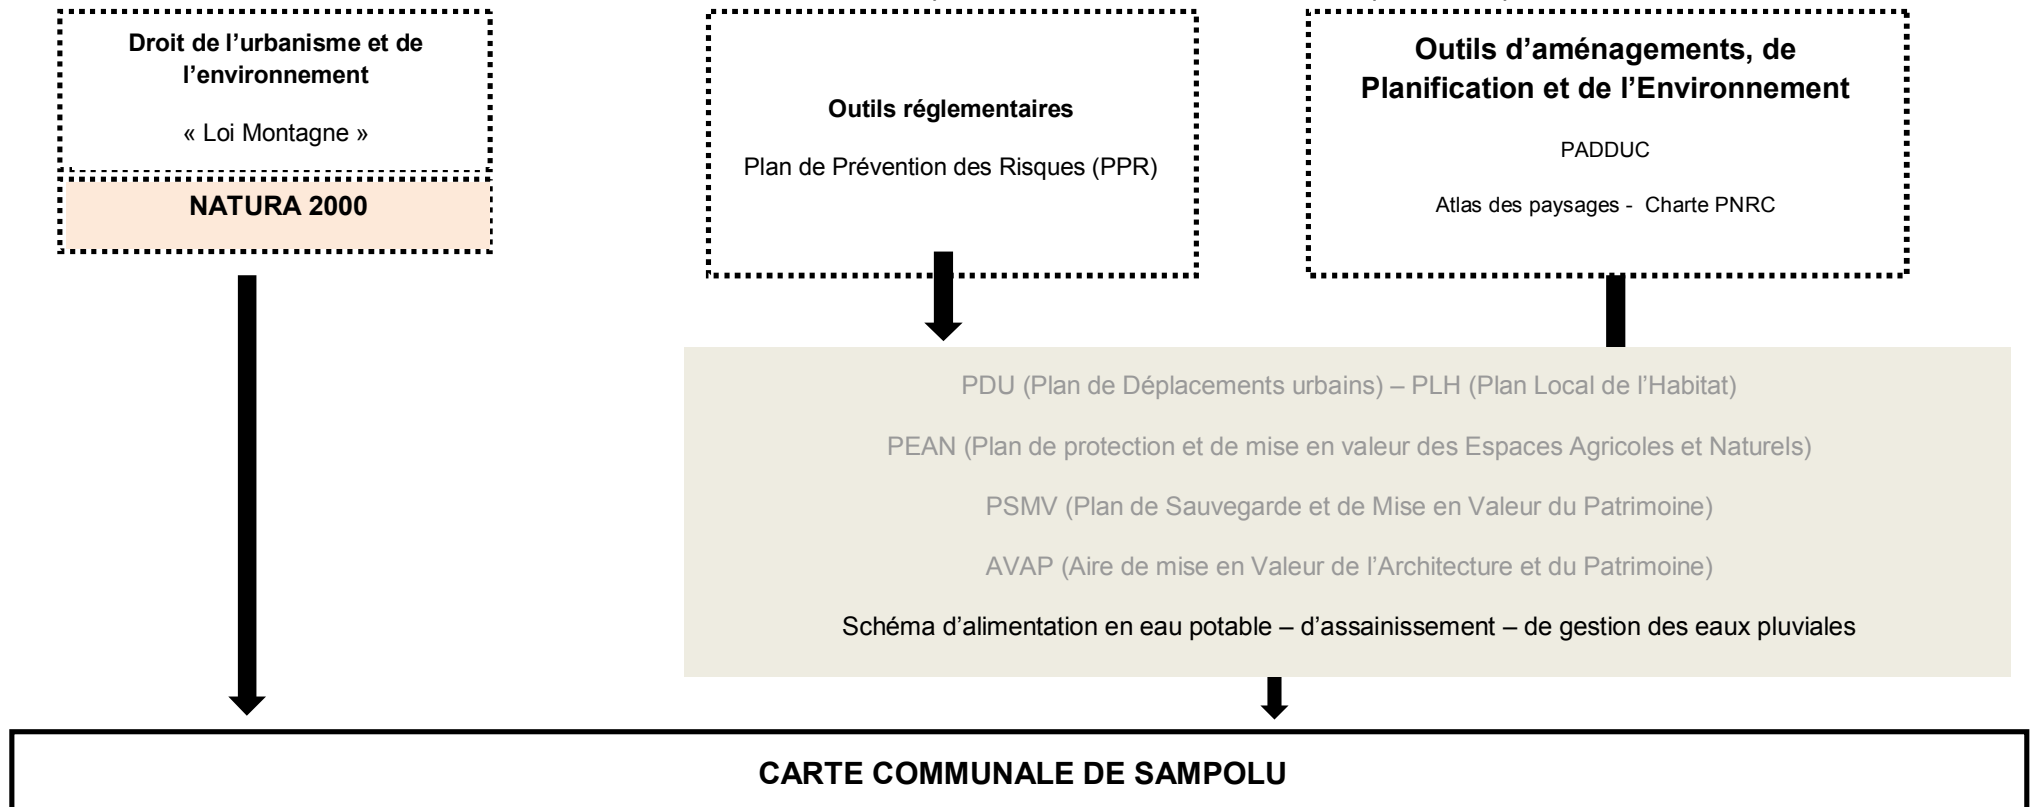 Droit de l'urbanisme et de
l'environnement
« Loi Montagne »
NATURA 2000
Outils réglementaires
Plan de Prévention des Risques (PPR)
Outils d'aménagements, de
Planification et de l'Environnement
PADDUC
Atlas des paysages - Charte PNRC
PDU (Plan de Déplacements urbains) – PLH (Plan Local de l'Habitat)
PEAN (Plan de protection et de mise en valeur des Espaces Agricoles et Naturels)
PSMV (Plan de Sauvegarde et de Mise en Valeur du Patrimoine)
AVAP (Aire de mise en Valeur de l'Architecture et du Patrimoine)
Schéma d'alimentation en eau potable – d'assainissement – de gestion des eaux pluviales
CARTE COMMUNALE DE SAMPOLU